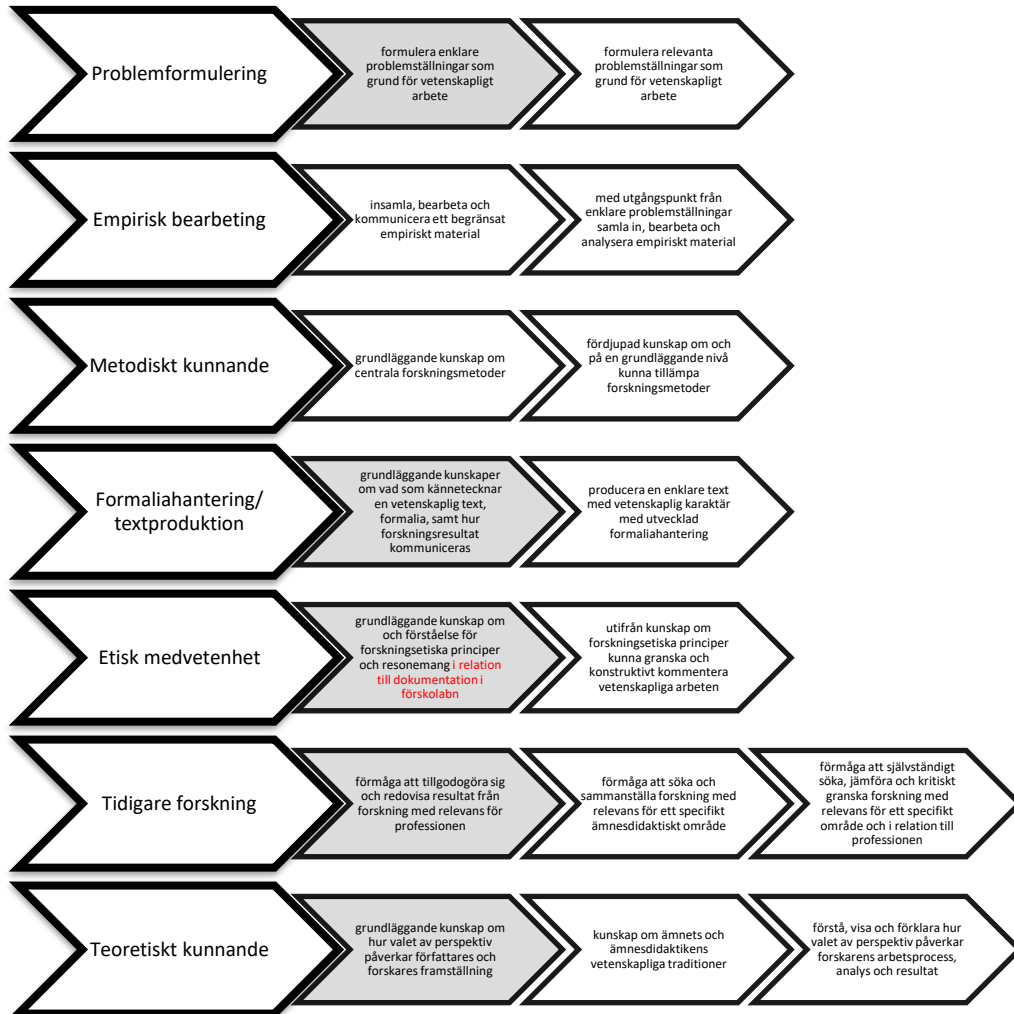 Problemformulering
formulera enklare
problemställningar som
grund för vetenskapligt
arbete
formulera relevanta
problemställningar som
grund för vetenskapligt
arbete
Empirisk bearbeting
insamla, bearbeta och
kommunicera ett begränsat
empiriskt material
med utgångspunkt från
enklare problemställningar
samla in, bearbeta och
analysera empiriskt material
Metodiskt kunnande
grundläggande kunskap om
centrala forskningsmetoder
fördjupad kunskap om och
på en grundläggande nivå
kunna tillämpa
forskningsmetoder
Formaliahantering/
textproduktion
grundläggande kunskaper
om vad som kännetecknar
en vetenskaplig text,
formalia, samt hur
forskningsresultat
kommuniceras
producera en enklare text
med vetenskaplig karaktär
med utvecklad
formaliahantering
Etisk medvetenhet
grundläggande kunskap om
och förståelse för
forskningsetiska principer
och resonemang i relation
till dokumentation i
förskolabn
utifrån kunskap om
forskningsetiska principer
kunna granska och
konstruktivt kommentera
vetenskapliga arbeten
Tidigare forskning
förmåga att tillgodogöra sig
och redovisa resultat från
forskning med relevans för
professionen
förmåga att söka och
sammanställa forskning med
relevans för ett specifikt
ämnesdidaktiskt område
förmåga att självständigt
söka, jämföra och kritiskt
granska forskning med
relevans för ett specifikt
område och i relation till
professionen
Teoretiskt kunnande
grundläggande kunskap om
hur valet av perspektiv
påverkar författares och
forskares framställning
kunskap om ämnets och
ämnesdidaktikens
vetenskapliga traditioner
förstå, visa och förklara hur
valet av perspektiv påverkar
forskarens arbetsprocess,
analys och resultat